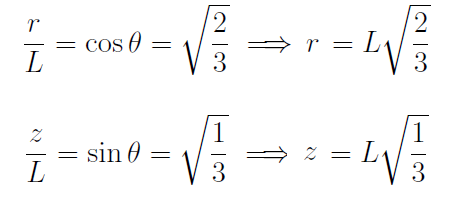 r/L = cos θ = √(2/3) ⟹ r = L√(2/3)
z/L = sin θ = √(1/3) ⟹ z = L√(1/3)